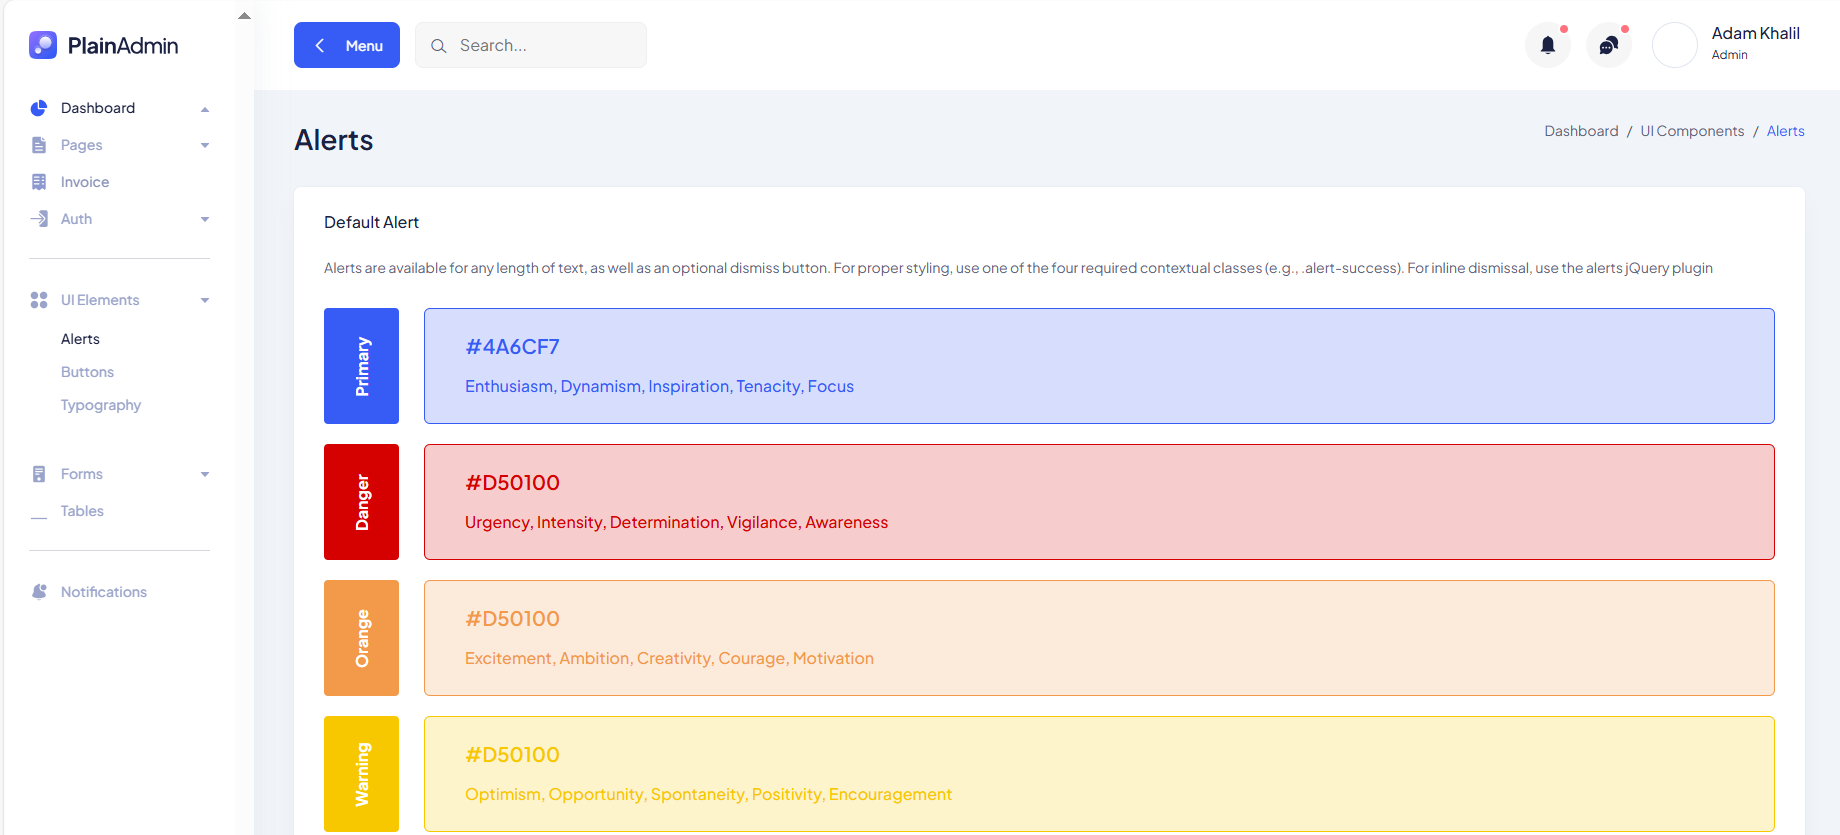 PlainAdmin
Menu
Search...
Adam Khalil
Admin
Dashboard
Pages
Invoice
Auth
UI Elements
Alerts
Buttons
Typography
Forms
Tables
Notifications
Alerts
Dashboard / UI Components / Alerts
Default Alert
Alerts are available for any length of text, as well as an optional dismiss button. For proper styling, use one of the four required contextual classes (e.g., .alert-success). For inline dismissal, use the alerts jQuery plugin
Primary
#4A6CF7
Enthusiasm, Dynamism, Inspiration, Tenacity, Focus
Danger
#D50100
Urgency, Intensity, Determination, Vigilance, Awareness
Orange
#D50100
Excitement, Ambition, Creativity, Courage, Motivation
Warning
#D50100
Optimism, Opportunity, Spontaneity, Positivity, Encouragement